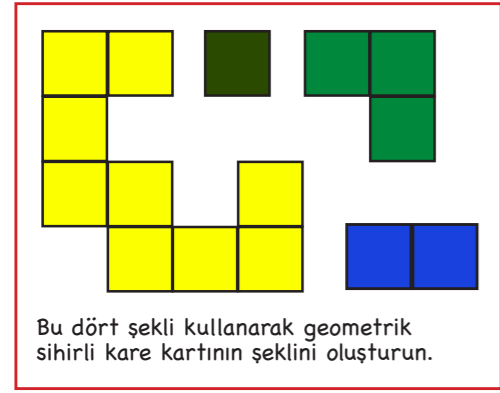 Bu dört şekli kullanarak geometrik
sihirli kare kartının şeklini oluşturun.